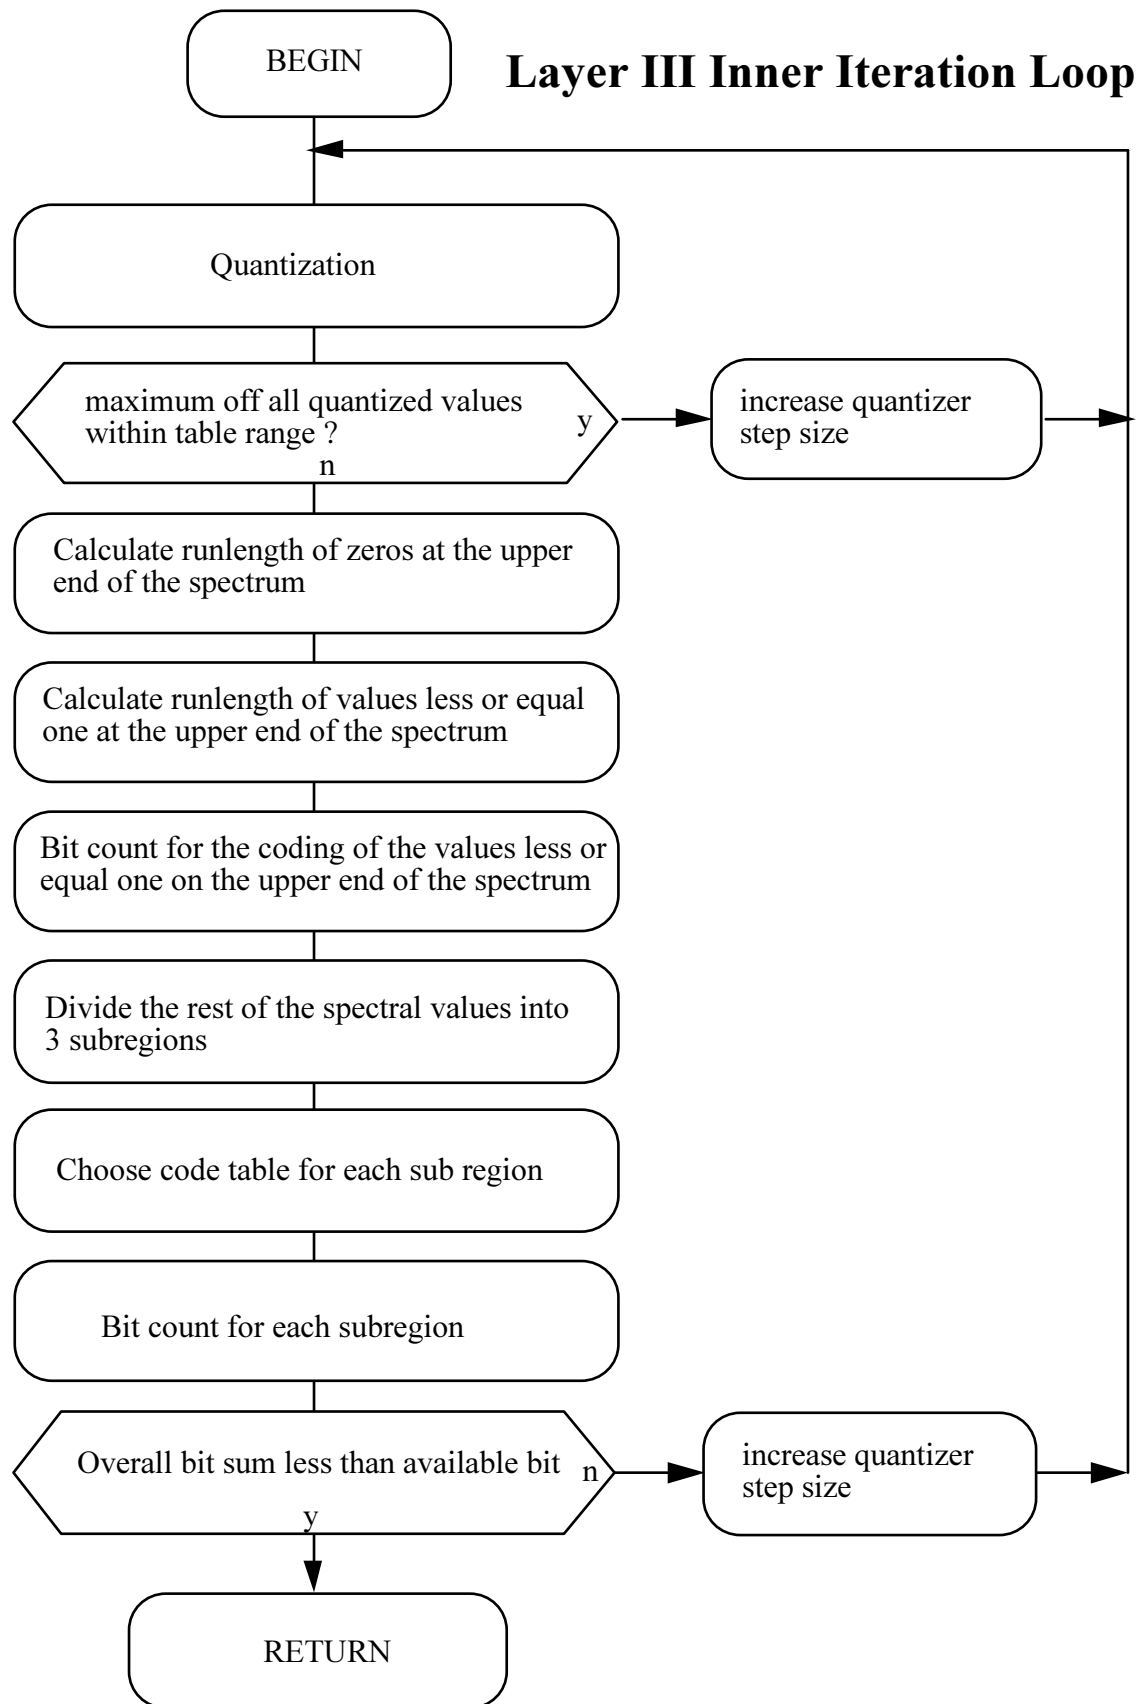 BEGIN
Layer III Inner Iteration Loop
Quantization
maximum off all quantized values
within table range ?
y
n
increase quantizer
step size
Calculate runlength of zeros at the upper
end of the spectrum
Calculate runlength of values less or equal
one at the upper end of the spectrum
Bit count for the coding of the values less or
equal one on the upper end of the spectrum
Divide the rest of the spectral values into
3 subregions
Choose code table for each sub region
Bit count for each subregion
Overall bit sum less than available bit
n
y
increase quantizer
step size
RETURN